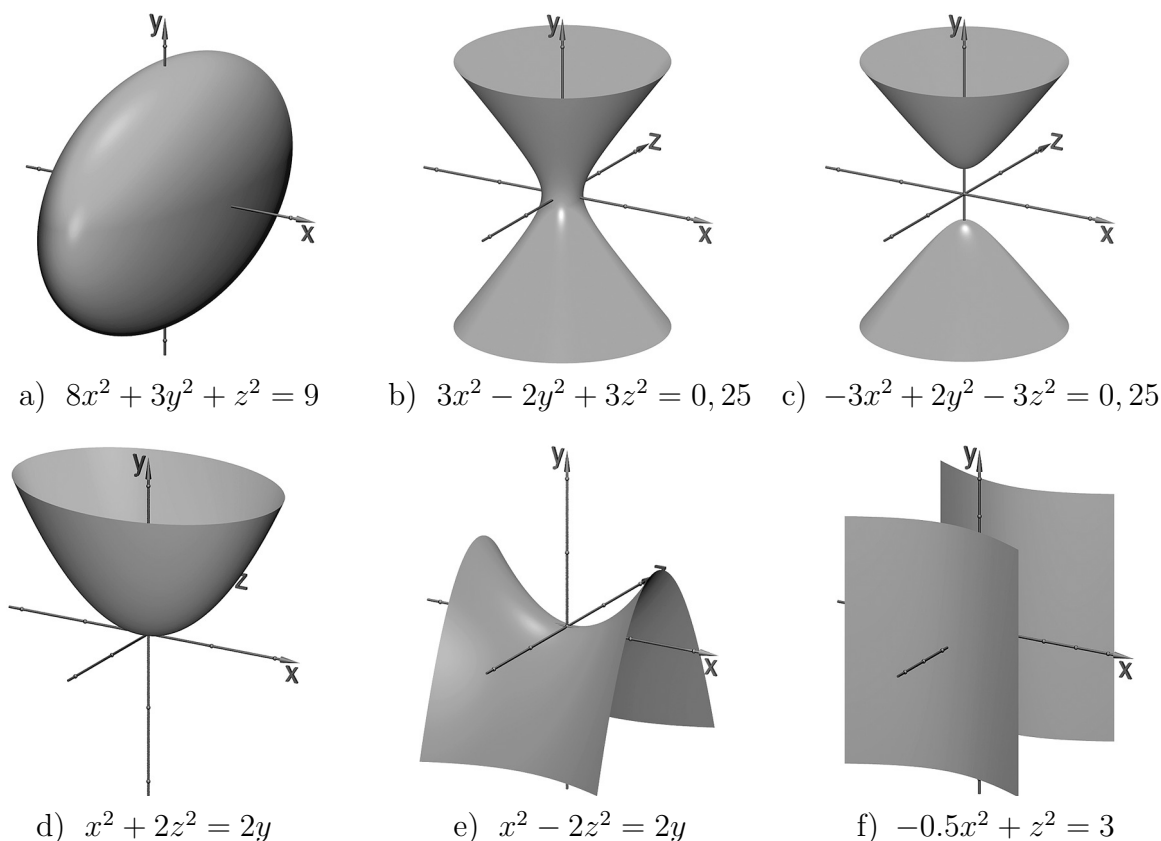 y
x
y
z
x
y
z
x
a) 8x² + 3y² + z² = 9
b) 3x² − 2y² + 3z² = 0,25
c) −3x² + 2y² − 3z² = 0,25
y
z
x
y
z
x
y
x
d) x² + 2z² = 2y
e) x² − 2z² = 2y
f) −0.5x² + z² = 3